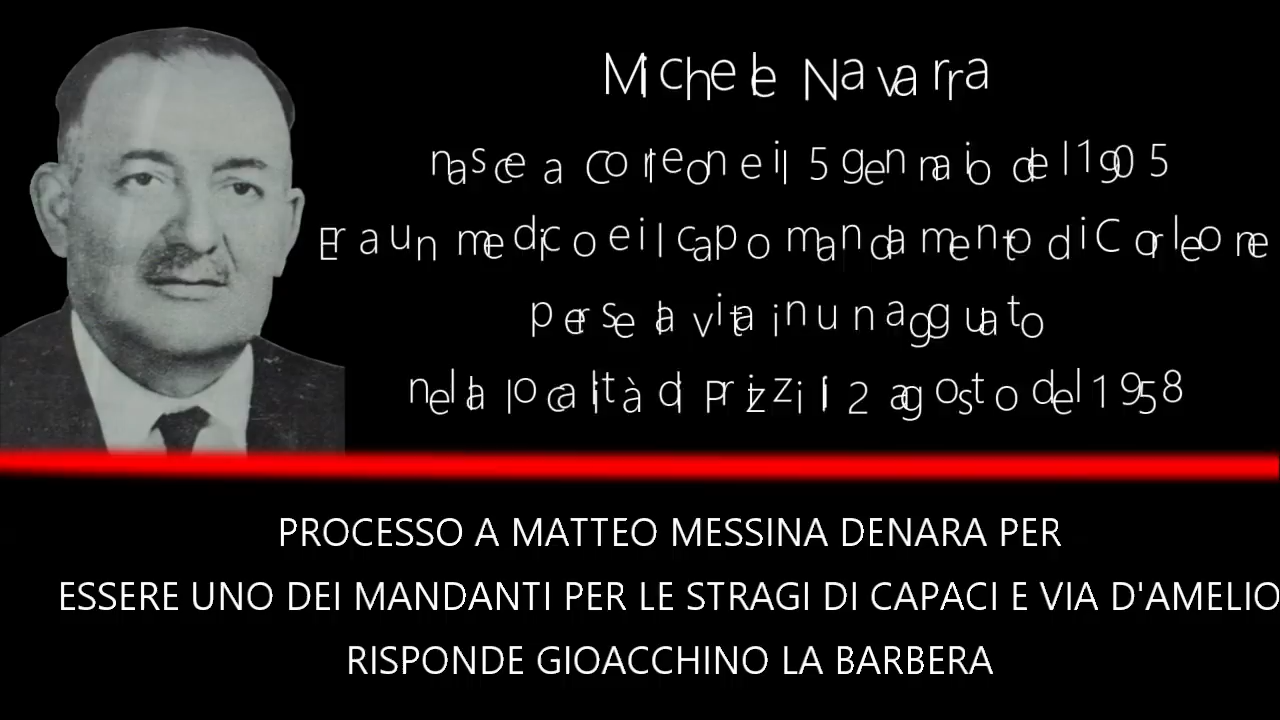 Michele Navarra
nasce a Corleone il 5 gennaio del 1905
Era un medico e il capo mandamento di Corleone
perse la vita in un agguato
nella località di Prizzi il 2 agosto del 1958
PROCESSO A MATTEO MESSINA DENARA PER
ESSERE UNO DEI MANDANTI PER LE STRAGI DI CAPACI E VIA D'AMELIO
RISPONDE GIOACCHINO LA BARBERA